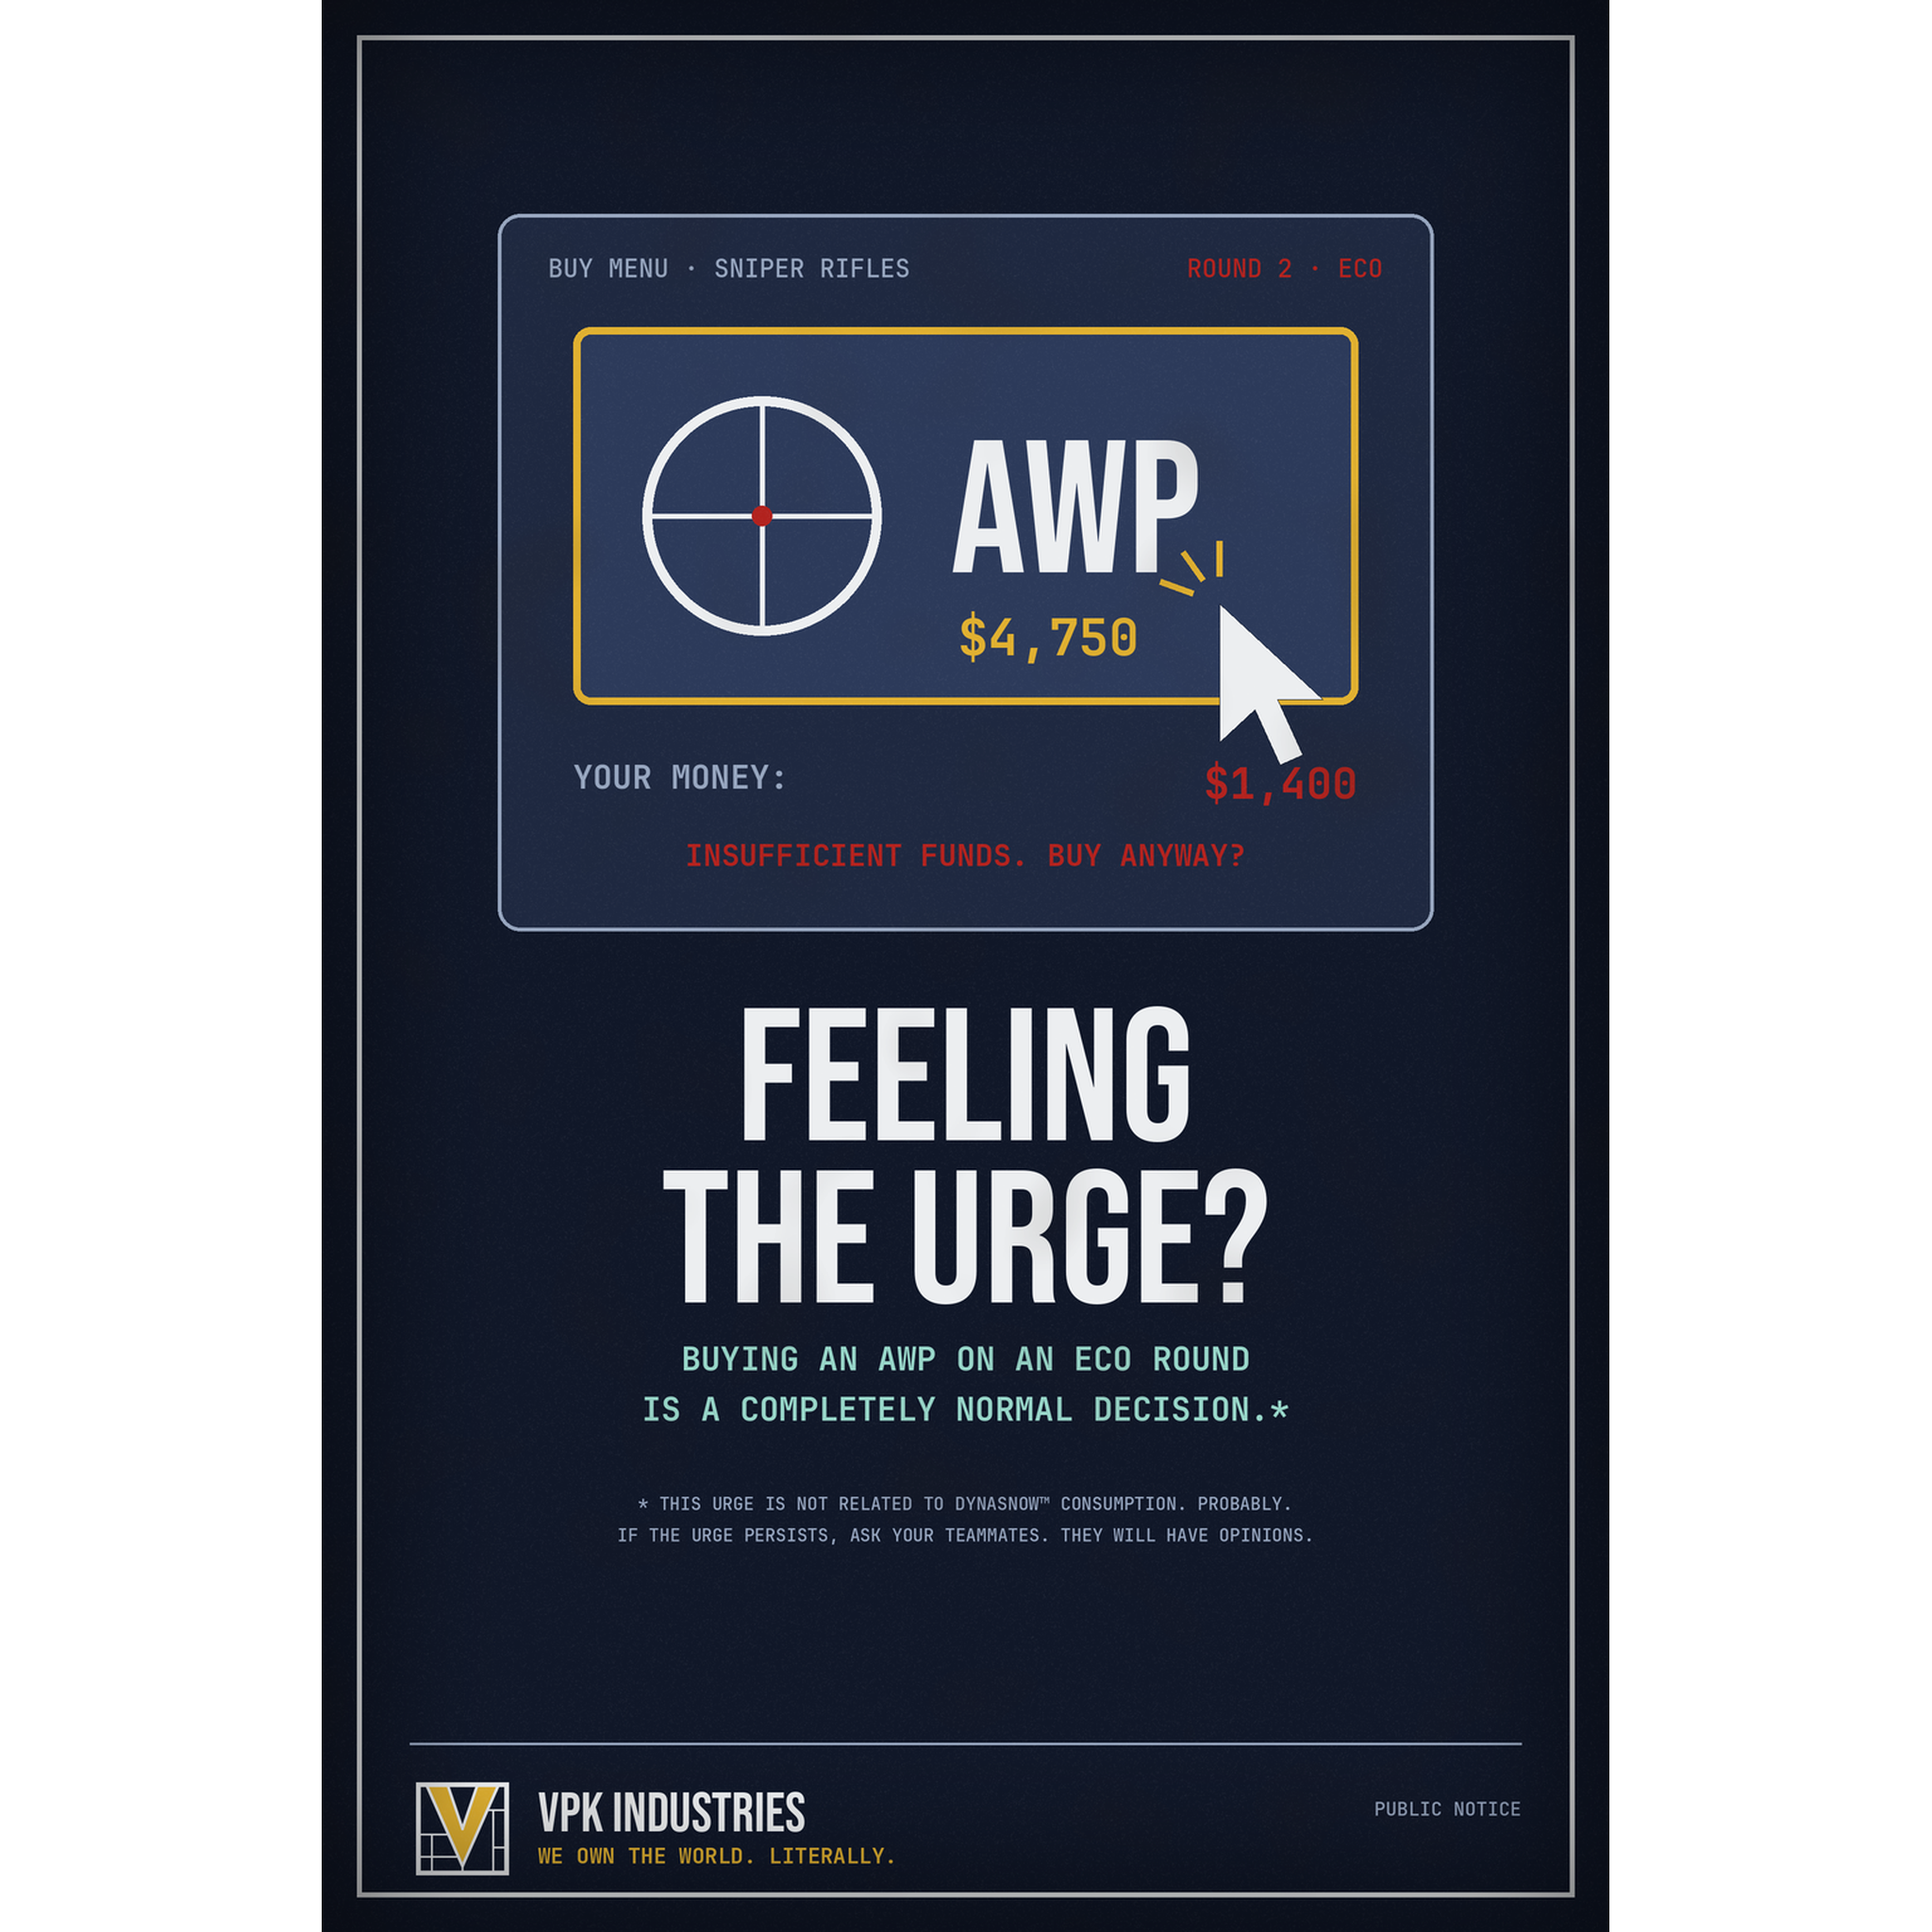 BUY MENU · SNIPER RIFLES
ROUND 2 · ECO
AWP
$4,750
YOUR MONEY:
$1,400
INSUFFICIENT FUNDS. BUY ANYWAY?
FEELING
THE URGE?
BUYING AN AWP ON AN ECO ROUND
IS A COMPLETELY NORMAL DECISION.*
* THIS URGE IS NOT RELATED TO DYNASNOW™ CONSUMPTION. PROBABLY.
IF THE URGE PERSISTS, ASK YOUR TEAMMATES. THEY WILL HAVE OPINIONS.
V
VPK INDUSTRIES
WE OWN THE WORLD. LITERALLY.
PUBLIC NOTICE